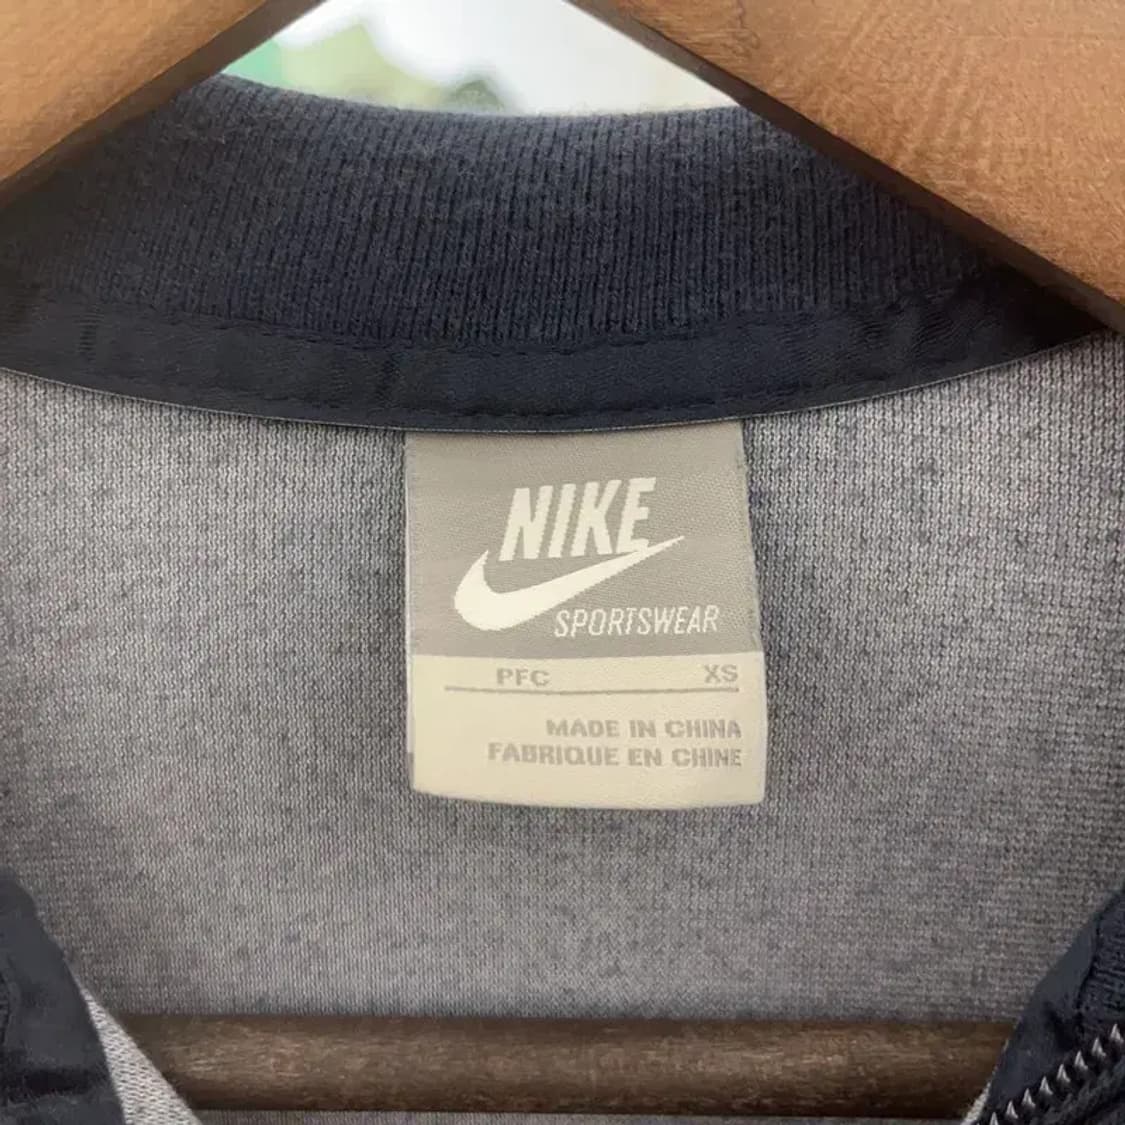 NIKE
SPORTSWEAR
PFC XS
MADE IN CHINA
FABRIQUE EN CHINE